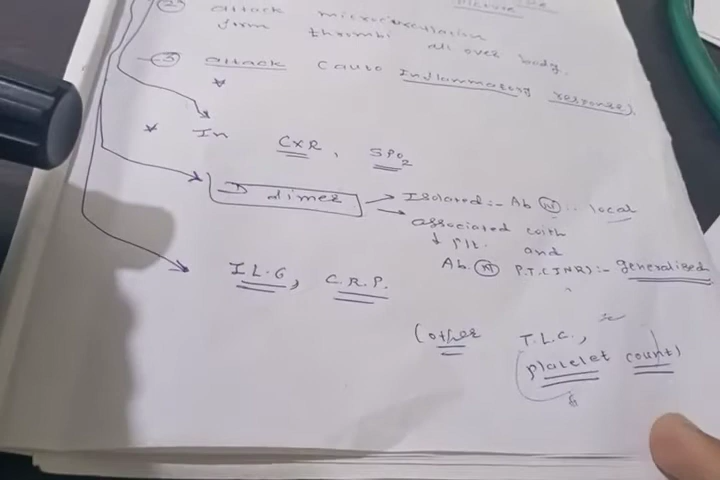 ② attack microcirculation
form thrombi all over body.
③ attack cause Inflammatory response).
In CXR, SPO2
D dimer → Isolated :- Ab (N) :. local
→ associated with
↓ Plt. and
Ab. (N) P.T.(INR) :- generalised
I L-6, C.R.P.
(other T.L.C.,
platelet count)